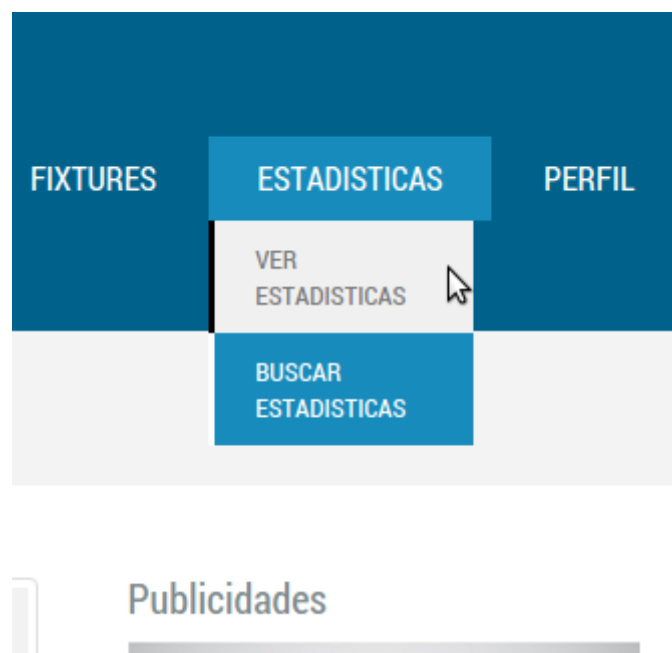 FIXTURES ESTADISTICAS PERFIL
VER
ESTADISTICAS
BUSCAR
ESTADISTICAS
Publicidades